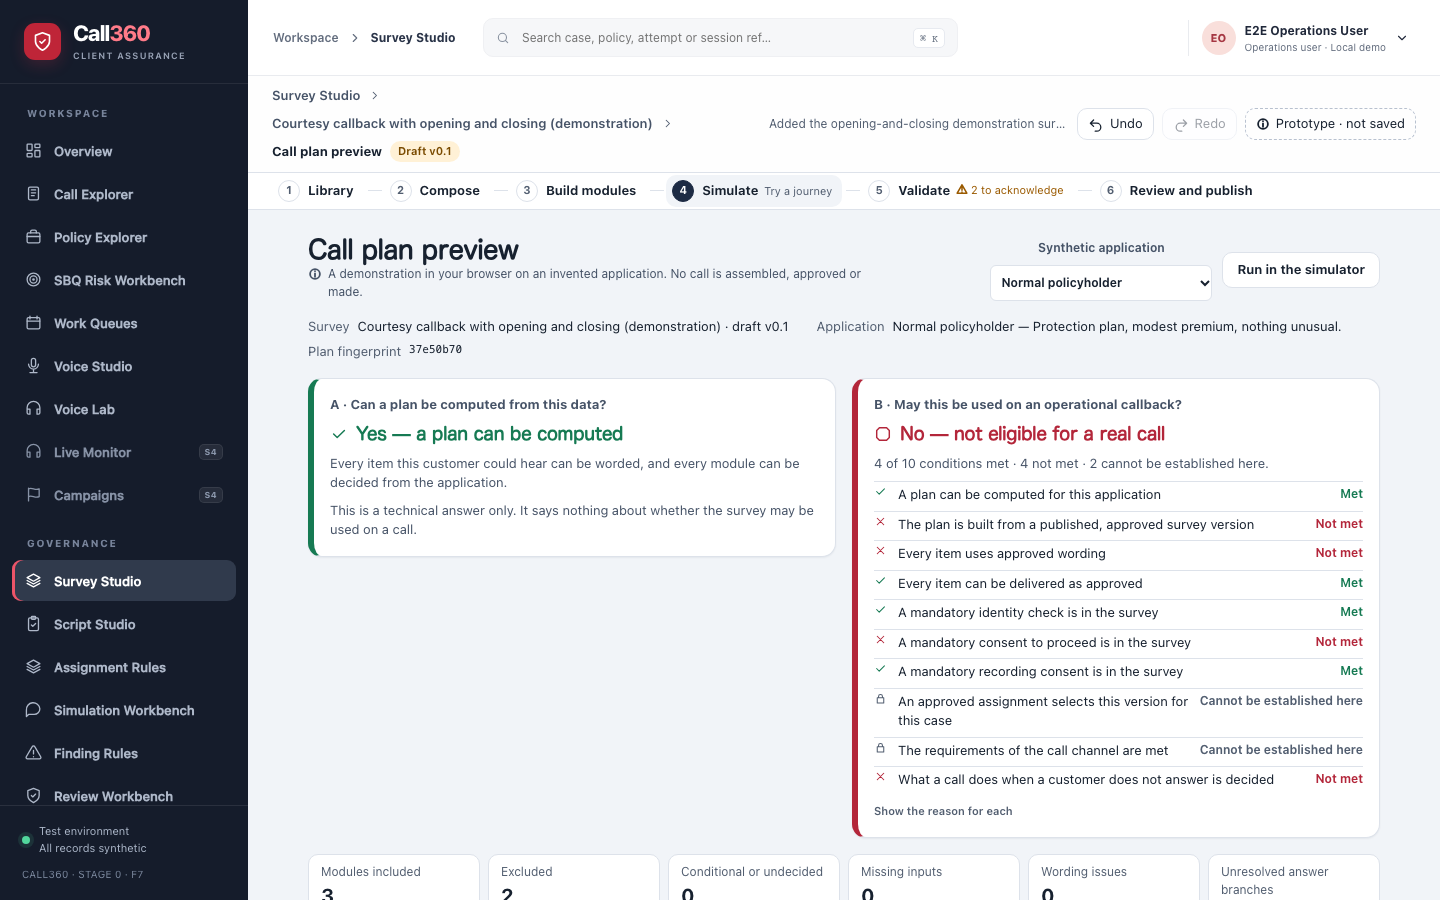 Call360
CLIENT ASSURANCE
WORKSPACE
Overview
Call Explorer
Policy Explorer
SBQ Risk Workbench
Work Queues
Voice Studio
Voice Lab
Live Monitor S4
Campaigns S4
GOVERNANCE
Survey Studio
Script Studio
Assignment Rules
Simulation Workbench
Finding Rules
Review Workbench
Test environment
All records synthetic
CALL360 · STAGE 0 · F7
Workspace > Survey Studio
Search case, policy, attempt or session ref...
⌘ K
EO
E2E Operations User
Operations user · Local demo
Survey Studio >
Courtesy callback with opening and closing (demonstration) >
Call plan preview Draft v0.1
Added the opening-and-closing demonstration sur...
Undo
Redo
Prototype · not saved
1 Library
2 Compose
3 Build modules
4 Simulate Try a journey
5 Validate 2 to acknowledge
6 Review and publish
Call plan preview
A demonstration in your browser on an invented application. No call is assembled, approved or
made.
Synthetic application
Normal policyholder
Run in the simulator
Survey Courtesy callback with opening and closing (demonstration) · draft v0.1
Application Normal policyholder — Protection plan, modest premium, nothing unusual.
Plan fingerprint 37e50b70
A · Can a plan be computed from this data?
Yes — a plan can be computed
Every item this customer could hear can be worded, and every module can be
decided from the application.
This is a technical answer only. It says nothing about whether the survey may be
used on a call.
B · May this be used on an operational callback?
No — not eligible for a real call
4 of 10 conditions met · 4 not met · 2 cannot be established here.
A plan can be computed for this application Met
The plan is built from a published, approved survey version Not met
Every item uses approved wording Not met
Every item can be delivered as approved Met
A mandatory identity check is in the survey Met
A mandatory consent to proceed is in the survey Not met
A mandatory recording consent is in the survey Met
An approved assignment selects this version for Cannot be established here
this case
The requirements of the call channel are met Cannot be established here
What a call does when a customer does not answer is decided Not met
Show the reason for each
Modules included
3
Excluded
2
Conditional or undecided
0
Missing inputs
0
Wording issues
0
Unresolved answer
branches